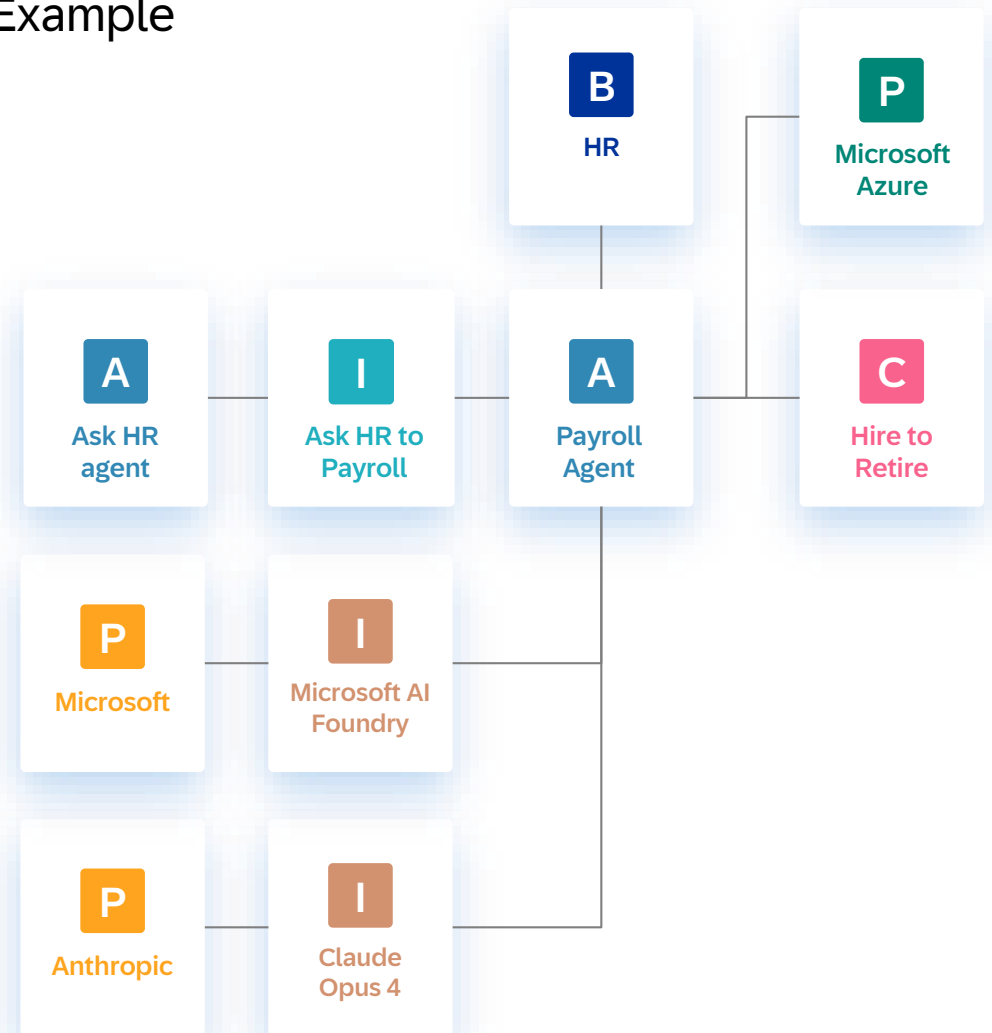 Example
B
HR
P
Microsoft
Azure
A
Ask HR
agent
I
Ask HR to
Payroll
A
Payroll
Agent
C
Hire to
Retire
P
Microsoft
I
Microsoft AI
Foundry
P
Anthropic
I
Claude
Opus 4